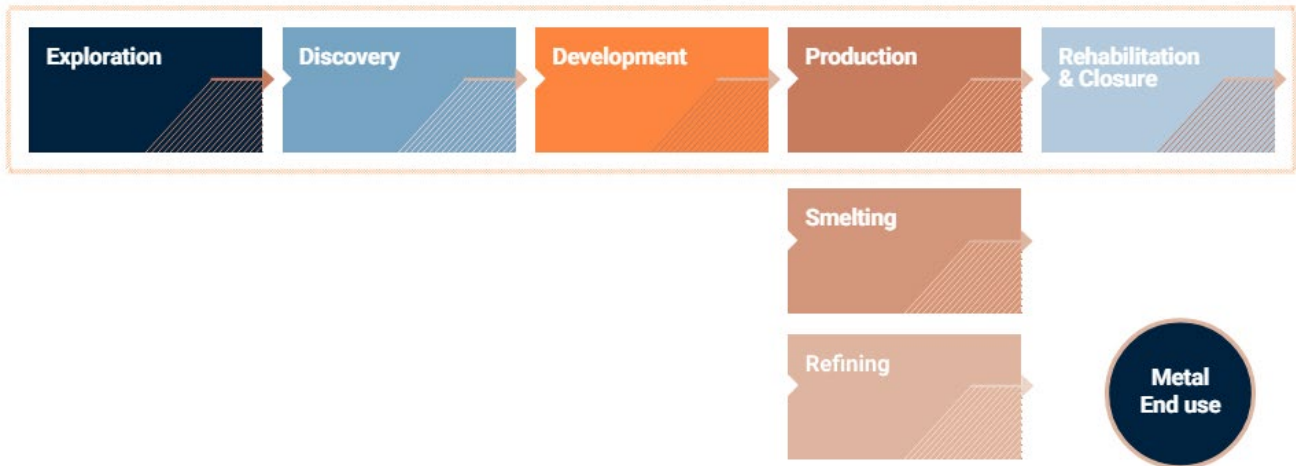 Exploration
Discovery
Development
Production
Rehabilitation
& Closure
Smelting
Refining
Metal
End use